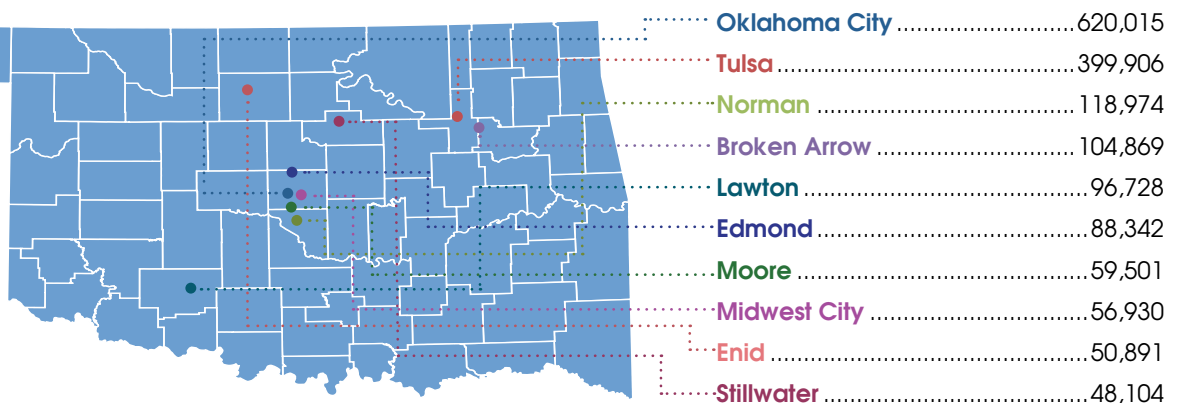 Oklahoma City ............................. 620,015
Tulsa ................................................. 399,906
Norman .......................................... 118,974
Broken Arrow ................................. 104,869
Lawton .............................................. 96,728
Edmond ............................................ 88,342
Moore ................................................ 59,501
Midwest City ..................................... 56,930
Enid .................................................... 50,891
Stillwater ............................................ 48,104